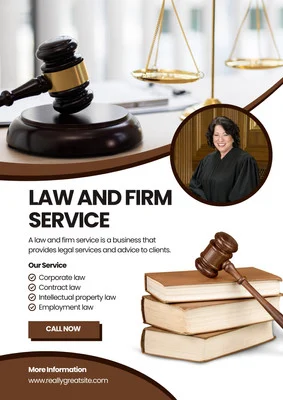 LAW AND FIRM
SERVICE
A law and firm service is a business that
provides legal services and advice to clients.
Our Service
Corporate law
Contract law
Intellectual property law
Employment law
CALL NOW
More Information
www.reallygreatsite.com